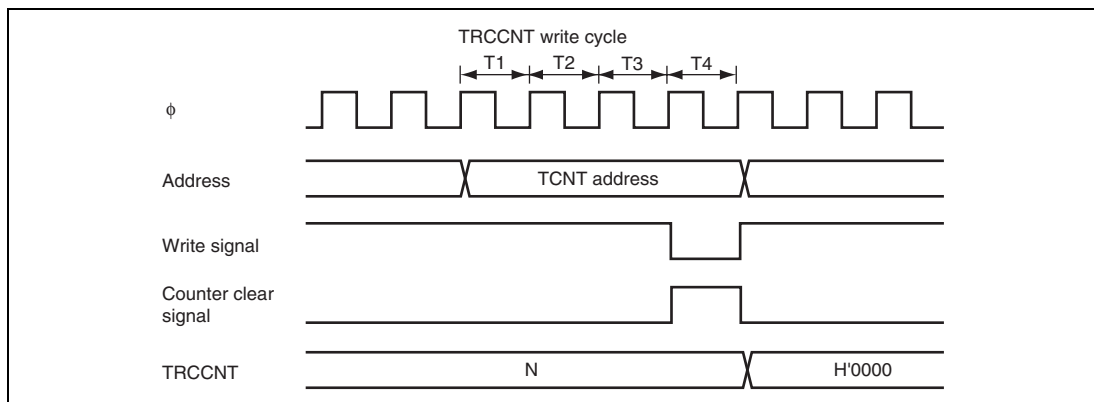 TRCCNT write cycle
T1 T2 T3 T4
ϕ
Address TCNT address
Write signal
Counter clear
signal
TRCCNT N H'0000